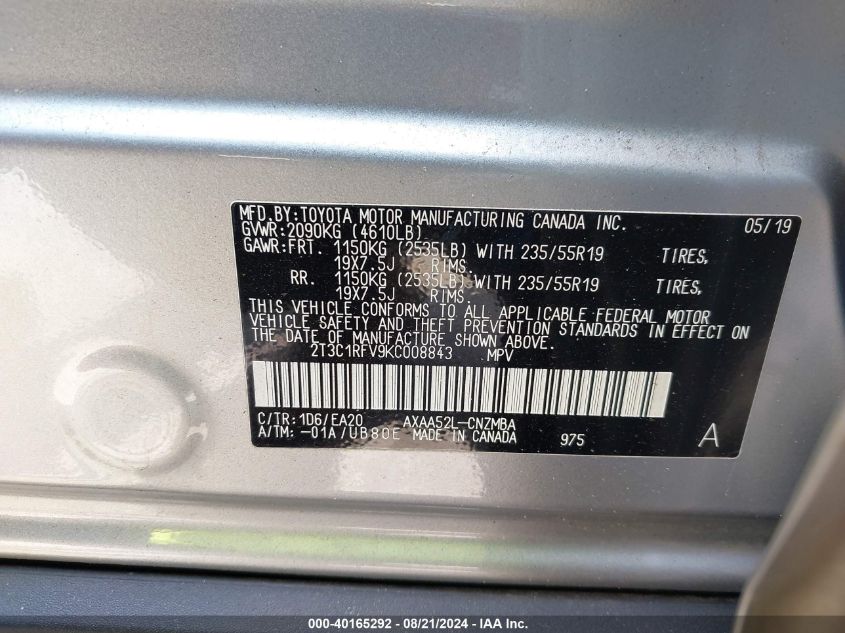 MFD.BY:TOYOTA MOTOR MANUFACTURING CANADA INC. 05/19
GVWR:2090KG (4610LB)
GAWR:FRT. 1150KG (2535LB) WITH 235/55R19 TIRES,
19X7.5J RIMS.
RR. 1150KG (2535LB) WITH 235/55R19 TIRES,
19X7.5J RIMS.
THIS VEHICLE CONFORMS TO ALL APPLICABLE FEDERAL MOTOR
VEHICLE SAFETY AND THEFT PREVENTION STANDARDS IN EFFECT ON
THE DATE OF MANUFACTURE SHOWN ABOVE.
2T3C1RFV9KC008843 MPV
C/TR:1D6/EA20 AXAA52L-CNZMBA
A/TM:-01A/UB80E MADE IN CANADA 975 A
000-40165292 - 08/21/2024 - IAA Inc.